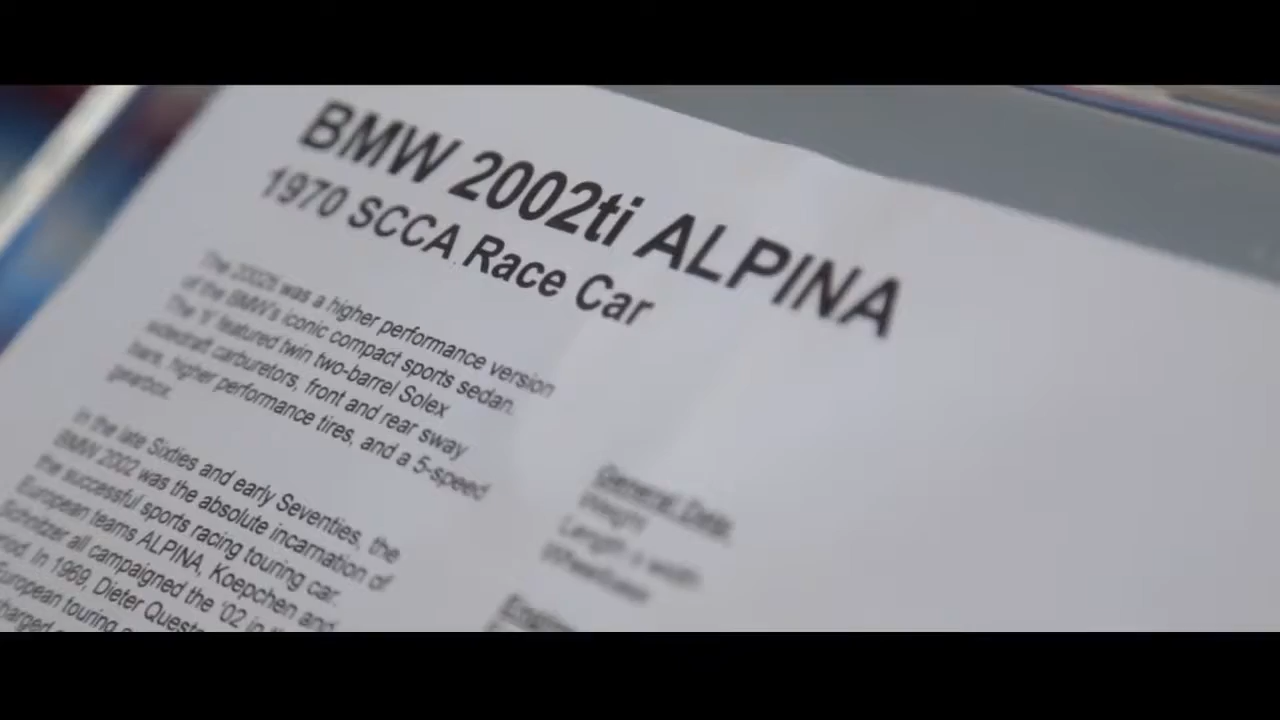 BMW 2002ti ALPINA
1970 SCCA Race Car
The 2002ti was a higher performance version
of the BMW's iconic compact sports sedan.
The 'ti' featured twin two-barrel Solex
sidedraft carburetors, front and rear sway
bars, higher performance tires, and a 5-speed
gearbox.
In the late Sixties and early Seventies, the
BMW 2002 was the absolute incarnation of
the successful sports racing touring car.
European teams ALPINA, Koepchen and
Schnitzer all campaigned the '02 in
In 1969, Dieter
European touring
General Data:
Weight
Length x width
Wheelbase